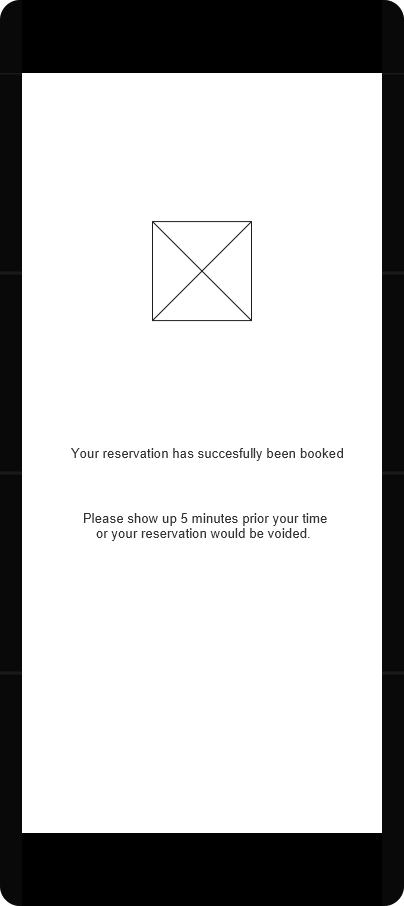 Your reservation has succesfully been booked
Please show up 5 minutes prior your time
or your reservation would be voided.